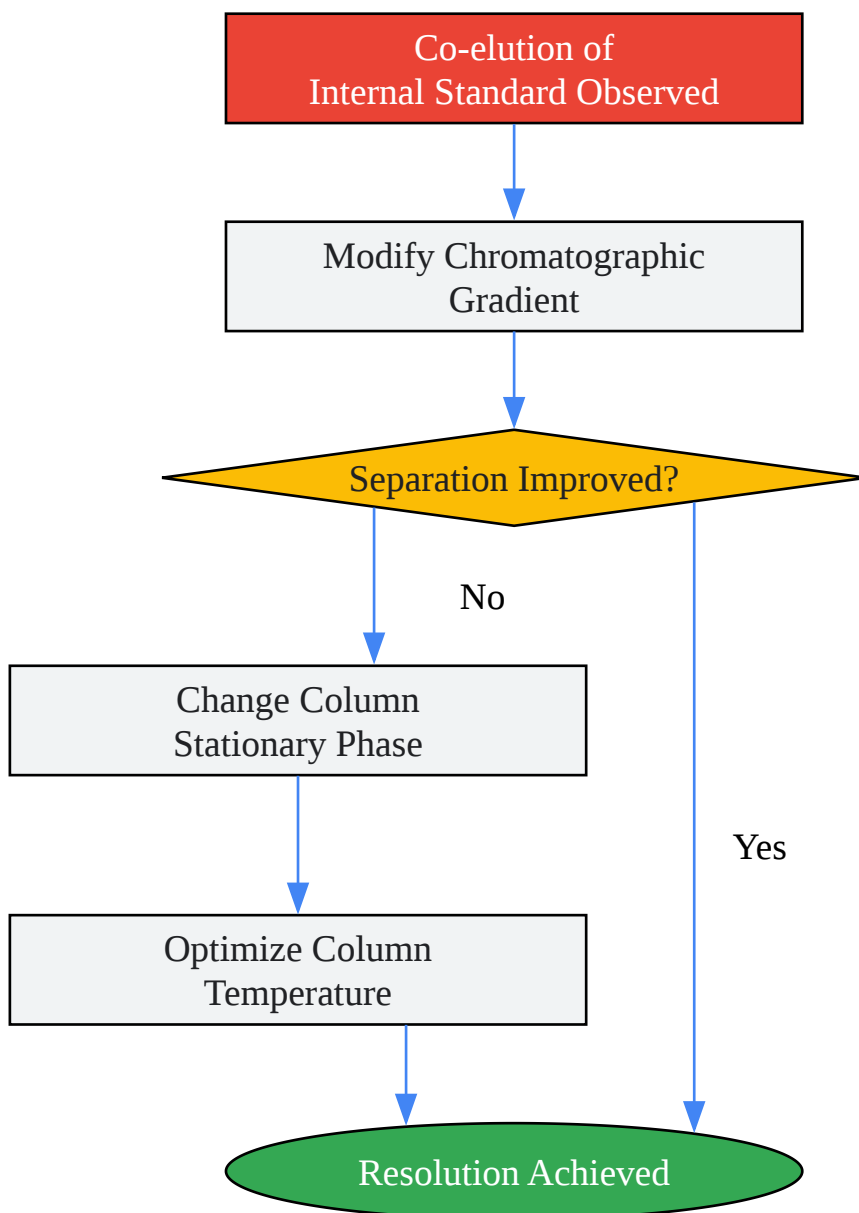 Co-elution of
Internal Standard Observed
Modify Chromatographic
Gradient
Separation Improved?
No
Change Column
Stationary Phase
Yes
Optimize Column
Temperature
Resolution Achieved